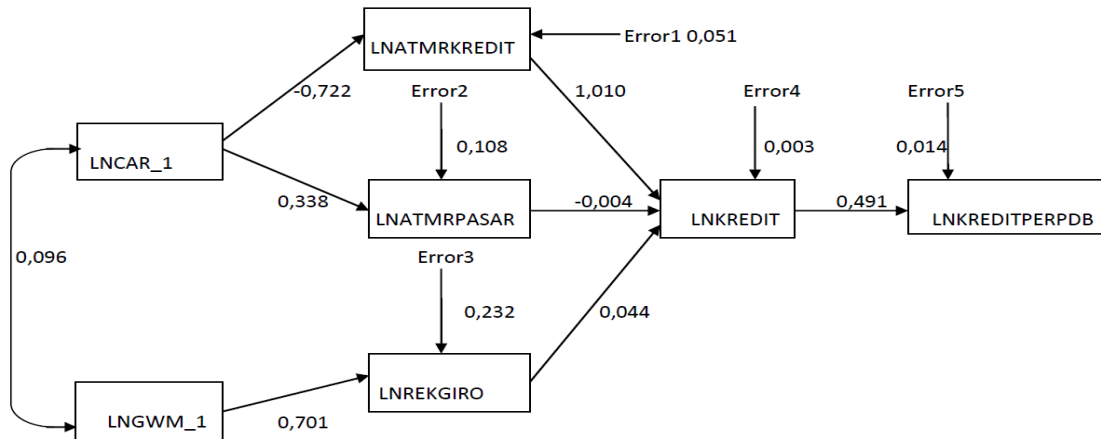 LNATMRKREDIT
Error1 0,051
-0,722
Error2
1,010
Error4
Error5
LNCAR_1
0,108
0,003
0,014
0,338
LNATMRPASAR
-0,004
LNKREDIT
0,491
LNKREDITPERPDB
0,096
Error3
0,232
0,044
LNREKGIRO
LNGWM_1
0,701